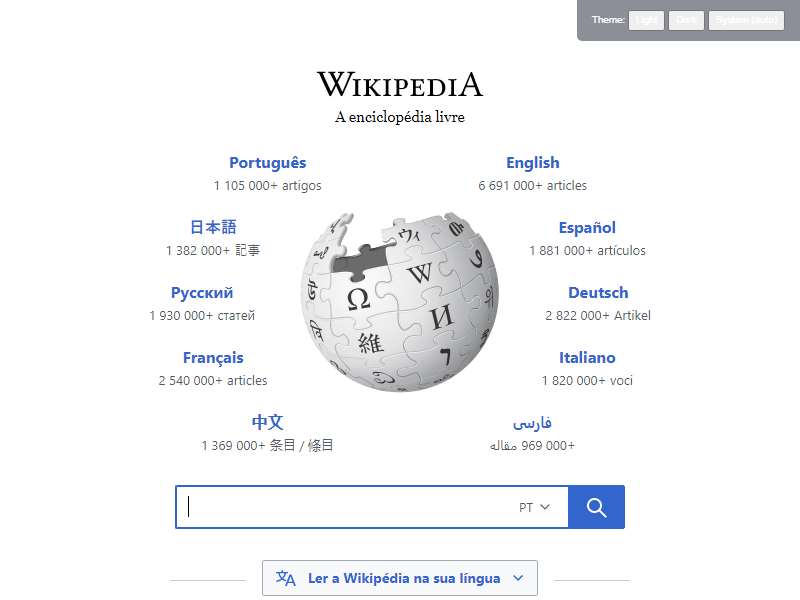 Theme: Light Dark System (auto)
WIKIPEDIA
A enciclopédia livre
Português English
1 105 000+ artigos 6 691 000+ articles
日本語 Español
1 382 000+ 記事 1 881 000+ artículos
Русский Deutsch
1 930 000+ статей 2 822 000+ Artikel
Français Italiano
2 540 000+ articles 1 820 000+ voci
中文 فارسی
1 369 000+ 条目 / 條目 969 000+ مقاله
Ω W И 維 ウィ
PT
Ler a Wikipédia na sua língua